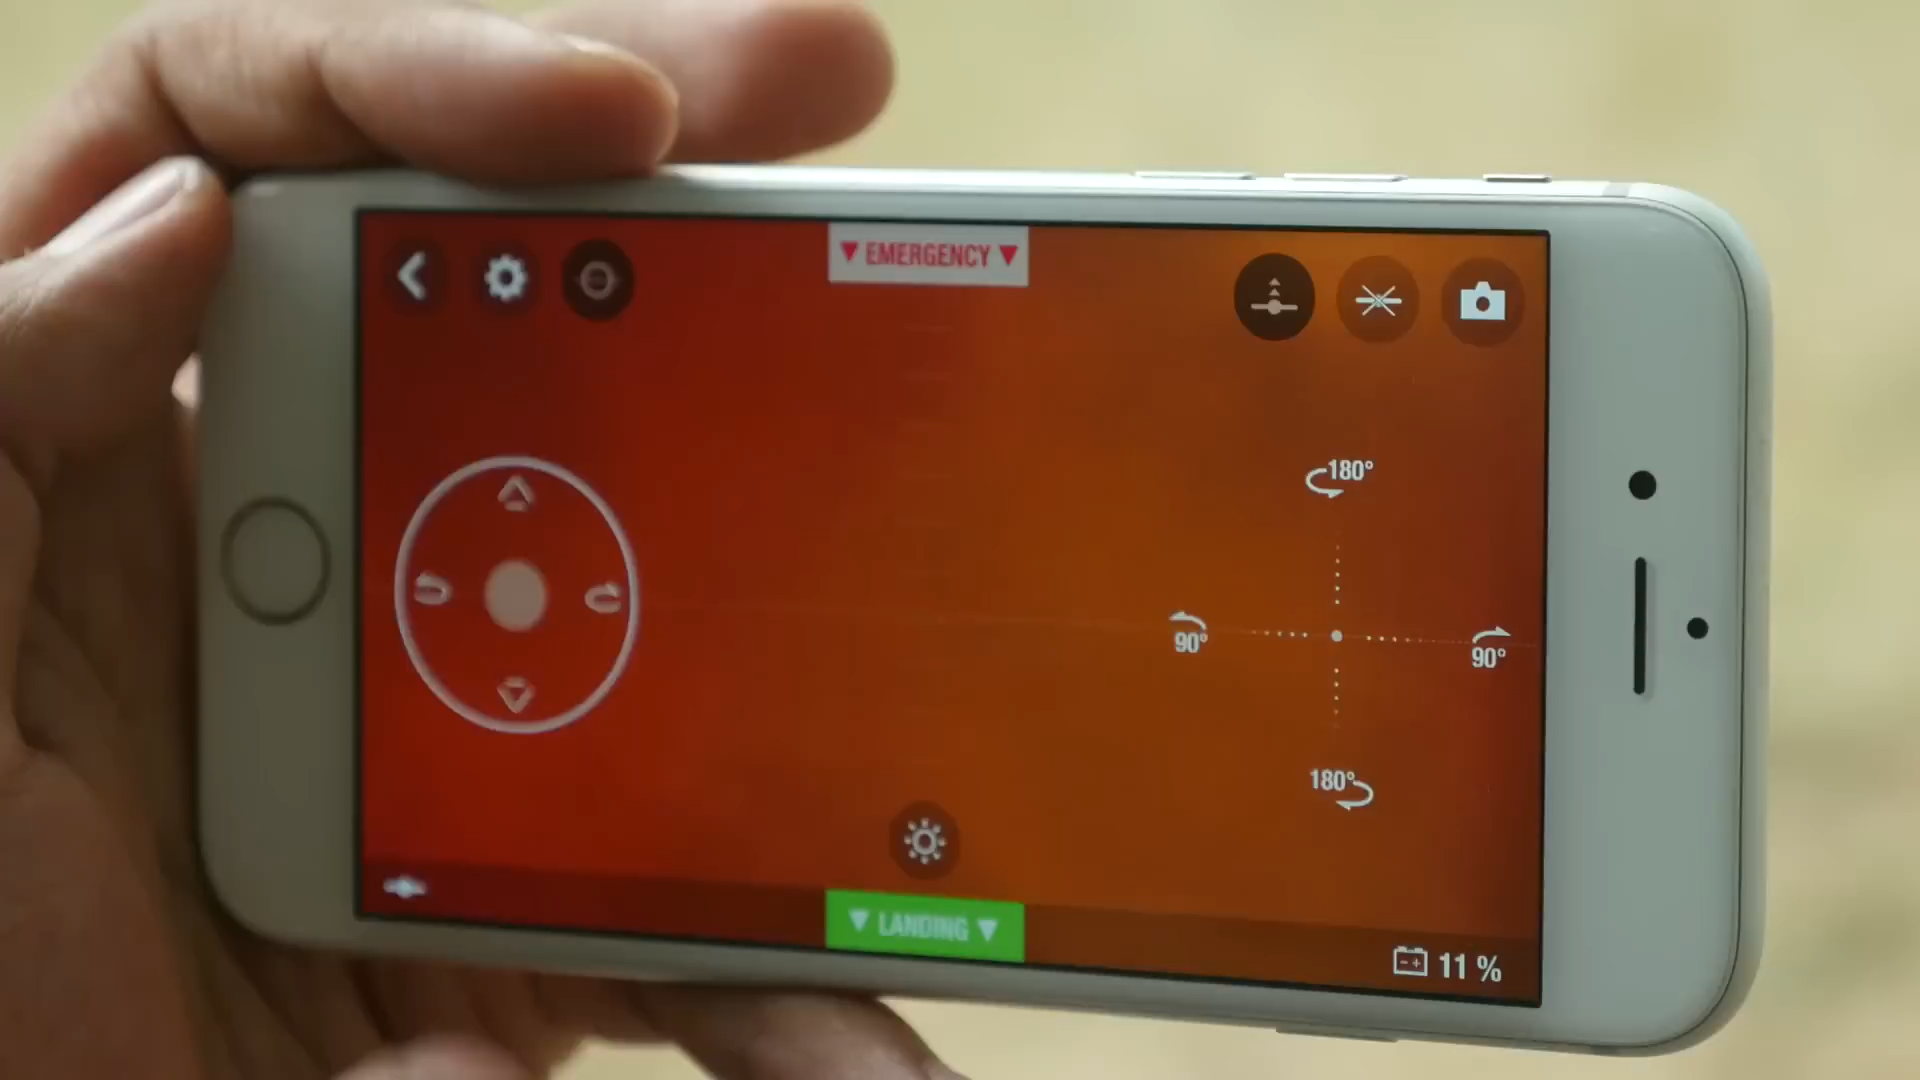 ▼ EMERGENCY ▼
180°
90°
90°
180°
▼ LANDING ▼
11 %